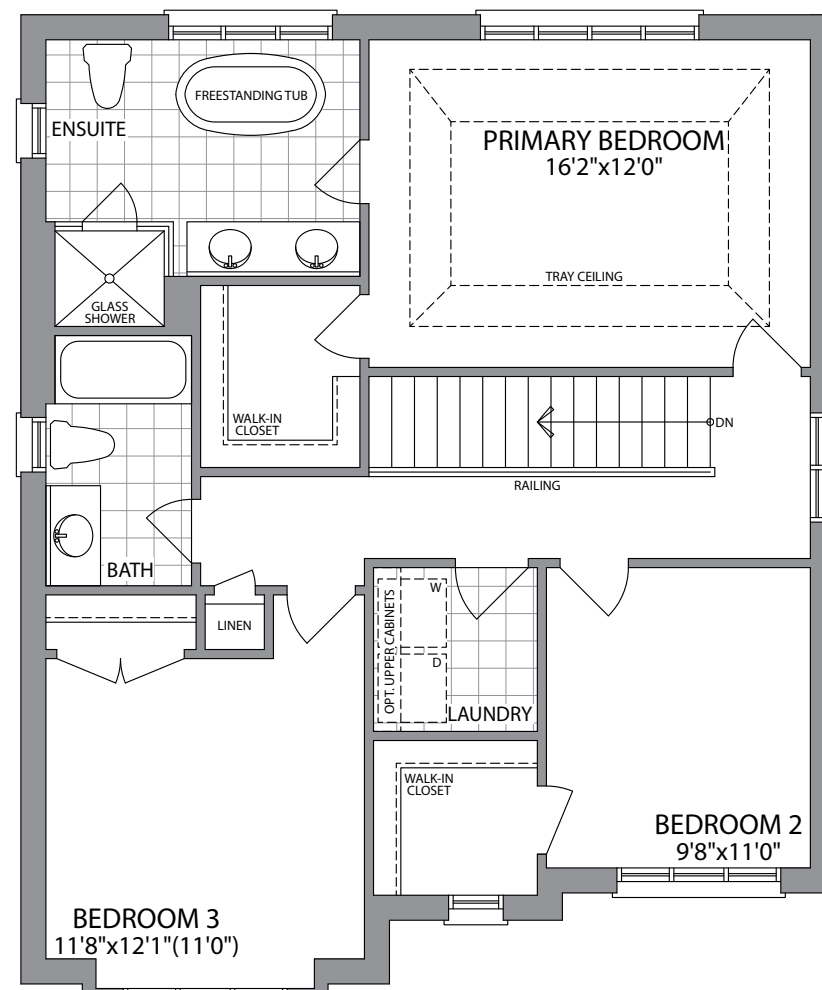 FREESTANDING TUB
ENSUITE
PRIMARY BEDROOM
16'2"x12'0"
TRAY CEILING
GLASS
SHOWER
WALK-IN
CLOSET
DN
RAILING
BATH
LINEN
OPT. UPPER CABINETS
W
D
LAUNDRY
WALK-IN
CLOSET
BEDROOM 2
9'8"x11'0"
BEDROOM 3
11'8"x12'1"(11'0")